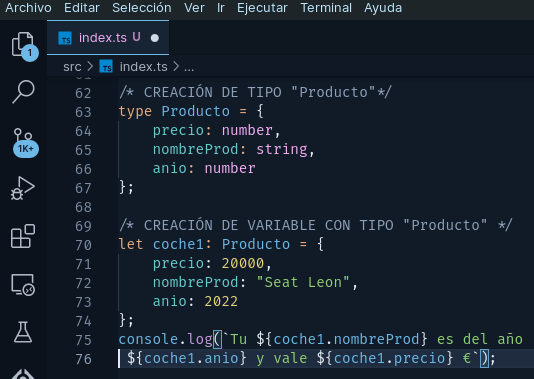 Archivo Editar Selección Ver Ir Ejecutar Terminal Ayuda
TS index.ts U
src > TS index.ts > ...
1
1K+
62 /* CREACIÓN DE TIPO "Producto"*/
63 type Producto = {
64 precio: number,
65 nombreProd: string,
66 anio: number
67 };
68
69 /* CREACIÓN DE VARIABLE CON TIPO "Producto" */
70 let coche1: Producto = {
71 precio: 20000,
72 nombreProd: "Seat Leon",
73 anio: 2022
74 };
75 console.log(`Tu ${coche1.nombreProd} es del año
76 ${coche1.anio} y vale ${coche1.precio} €`);